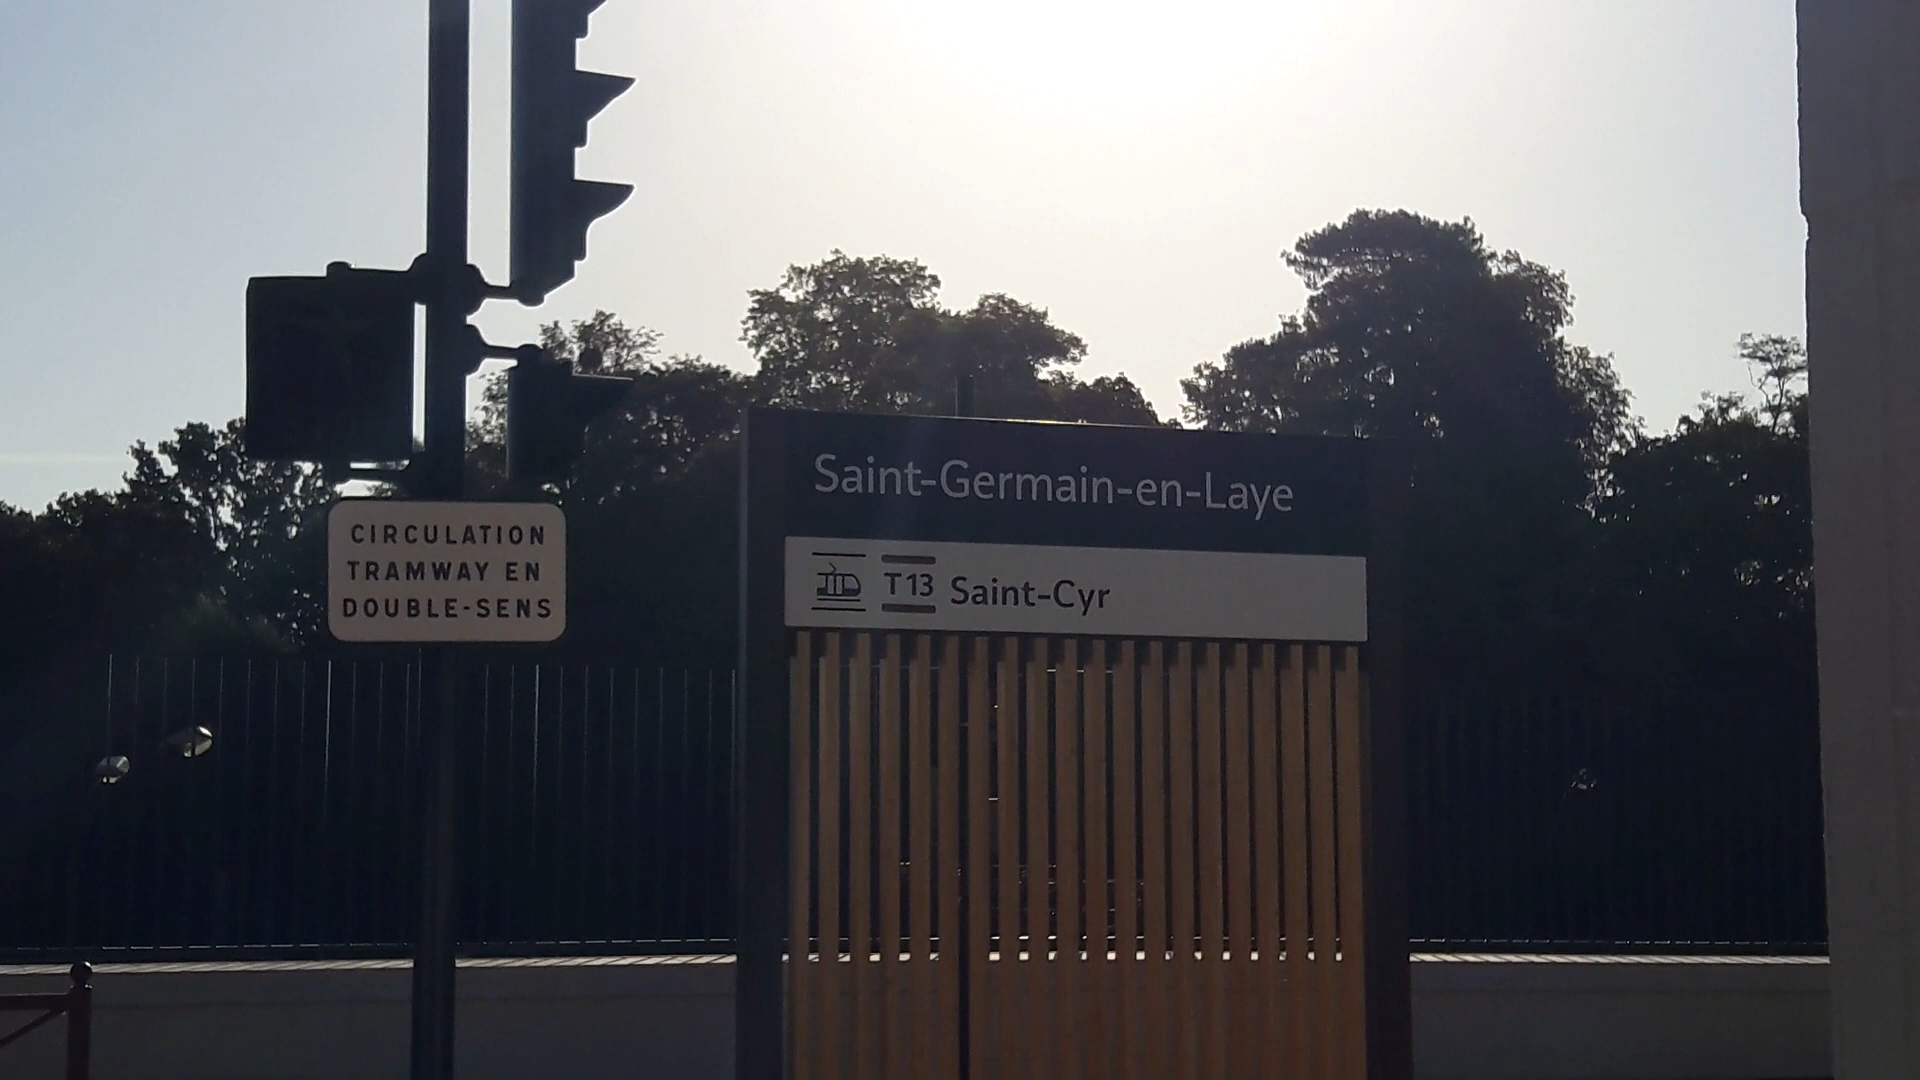 CIRCULATION
TRAMWAY EN
DOUBLE-SENS
Saint-Germain-en-Laye
T13 Saint-Cyr